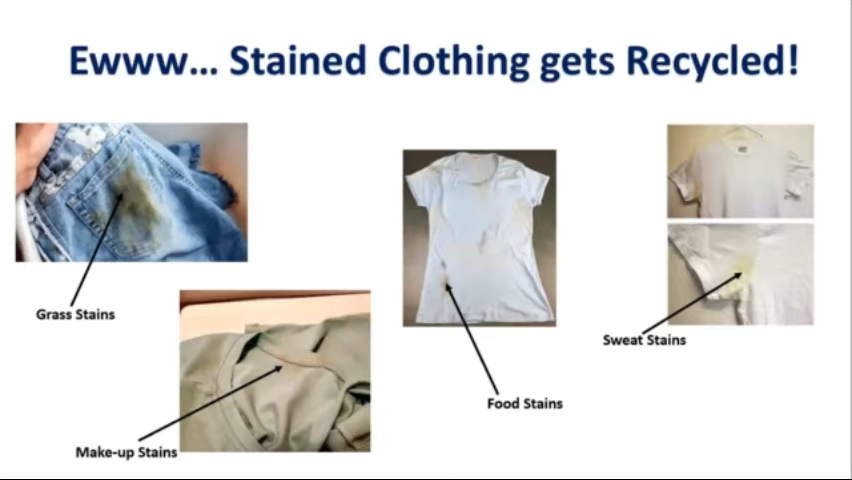 Ewww... Stained Clothing gets Recycled!
Grass Stains
Sweat Stains
Food Stains
Make-up Stains